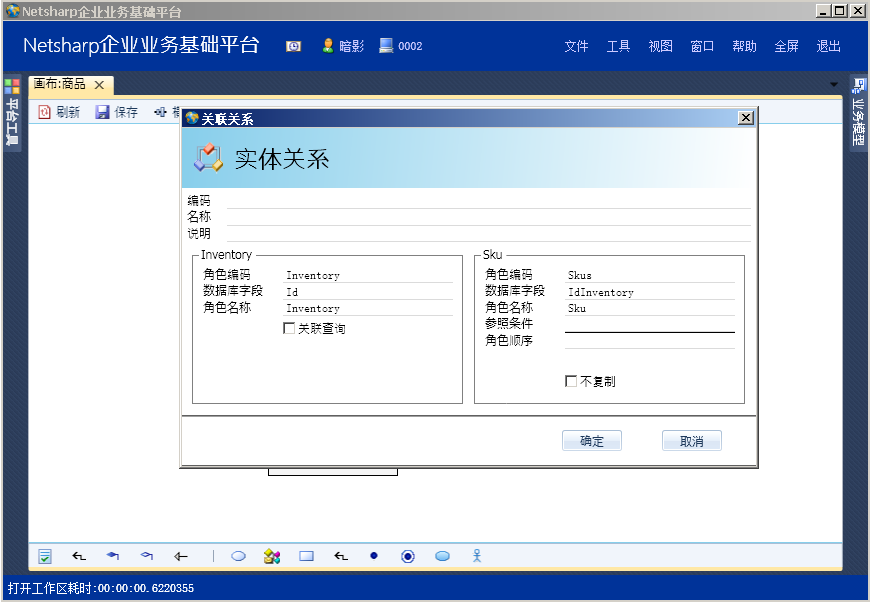 Netsharp企业业务基础平台
Netsharp企业业务基础平台 暗影 0002 文件 工具 视图 窗口 帮助 全屏 退出
平台工具
画布:商品
业务模型
刷新 保存
关联关系
实体关系
编码
名称
说明
Inventory
角色编码 Inventory
数据库字段 Id
角色名称 Inventory
关联查询
Sku
角色编码 Skus
数据库字段 IdInventory
角色名称 Sku
参照条件
角色顺序
不复制
确定 取消
打开工作区耗时:00:00:00.6220355